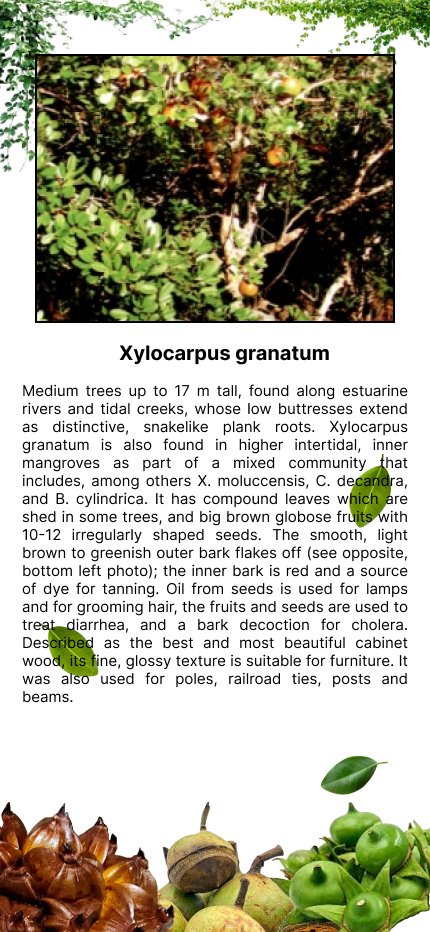 Xylocarpus granatum
Medium trees up to 17 m tall, found along estuarine
rivers and tidal creeks, whose low buttresses extend
as distinctive, snakelike plank roots. Xylocarpus
granatum is also found in higher intertidal, inner
mangroves as part of a mixed community that
includes, among others X. moluccensis, C. decandra,
and B. cylindrica. It has compound leaves which are
shed in some trees, and big brown globose fruits with
10-12 irregularly shaped seeds. The smooth, light
brown to greenish outer bark flakes off (see opposite,
bottom left photo); the inner bark is red and a source
of dye for tanning. Oil from seeds is used for lamps
and for grooming hair, the fruits and seeds are used to
treat diarrhea, and a bark decoction for cholera.
Described as the best and most beautiful cabinet
wood, its fine, glossy texture is suitable for furniture. It
was also used for poles, railroad ties, posts and
beams.